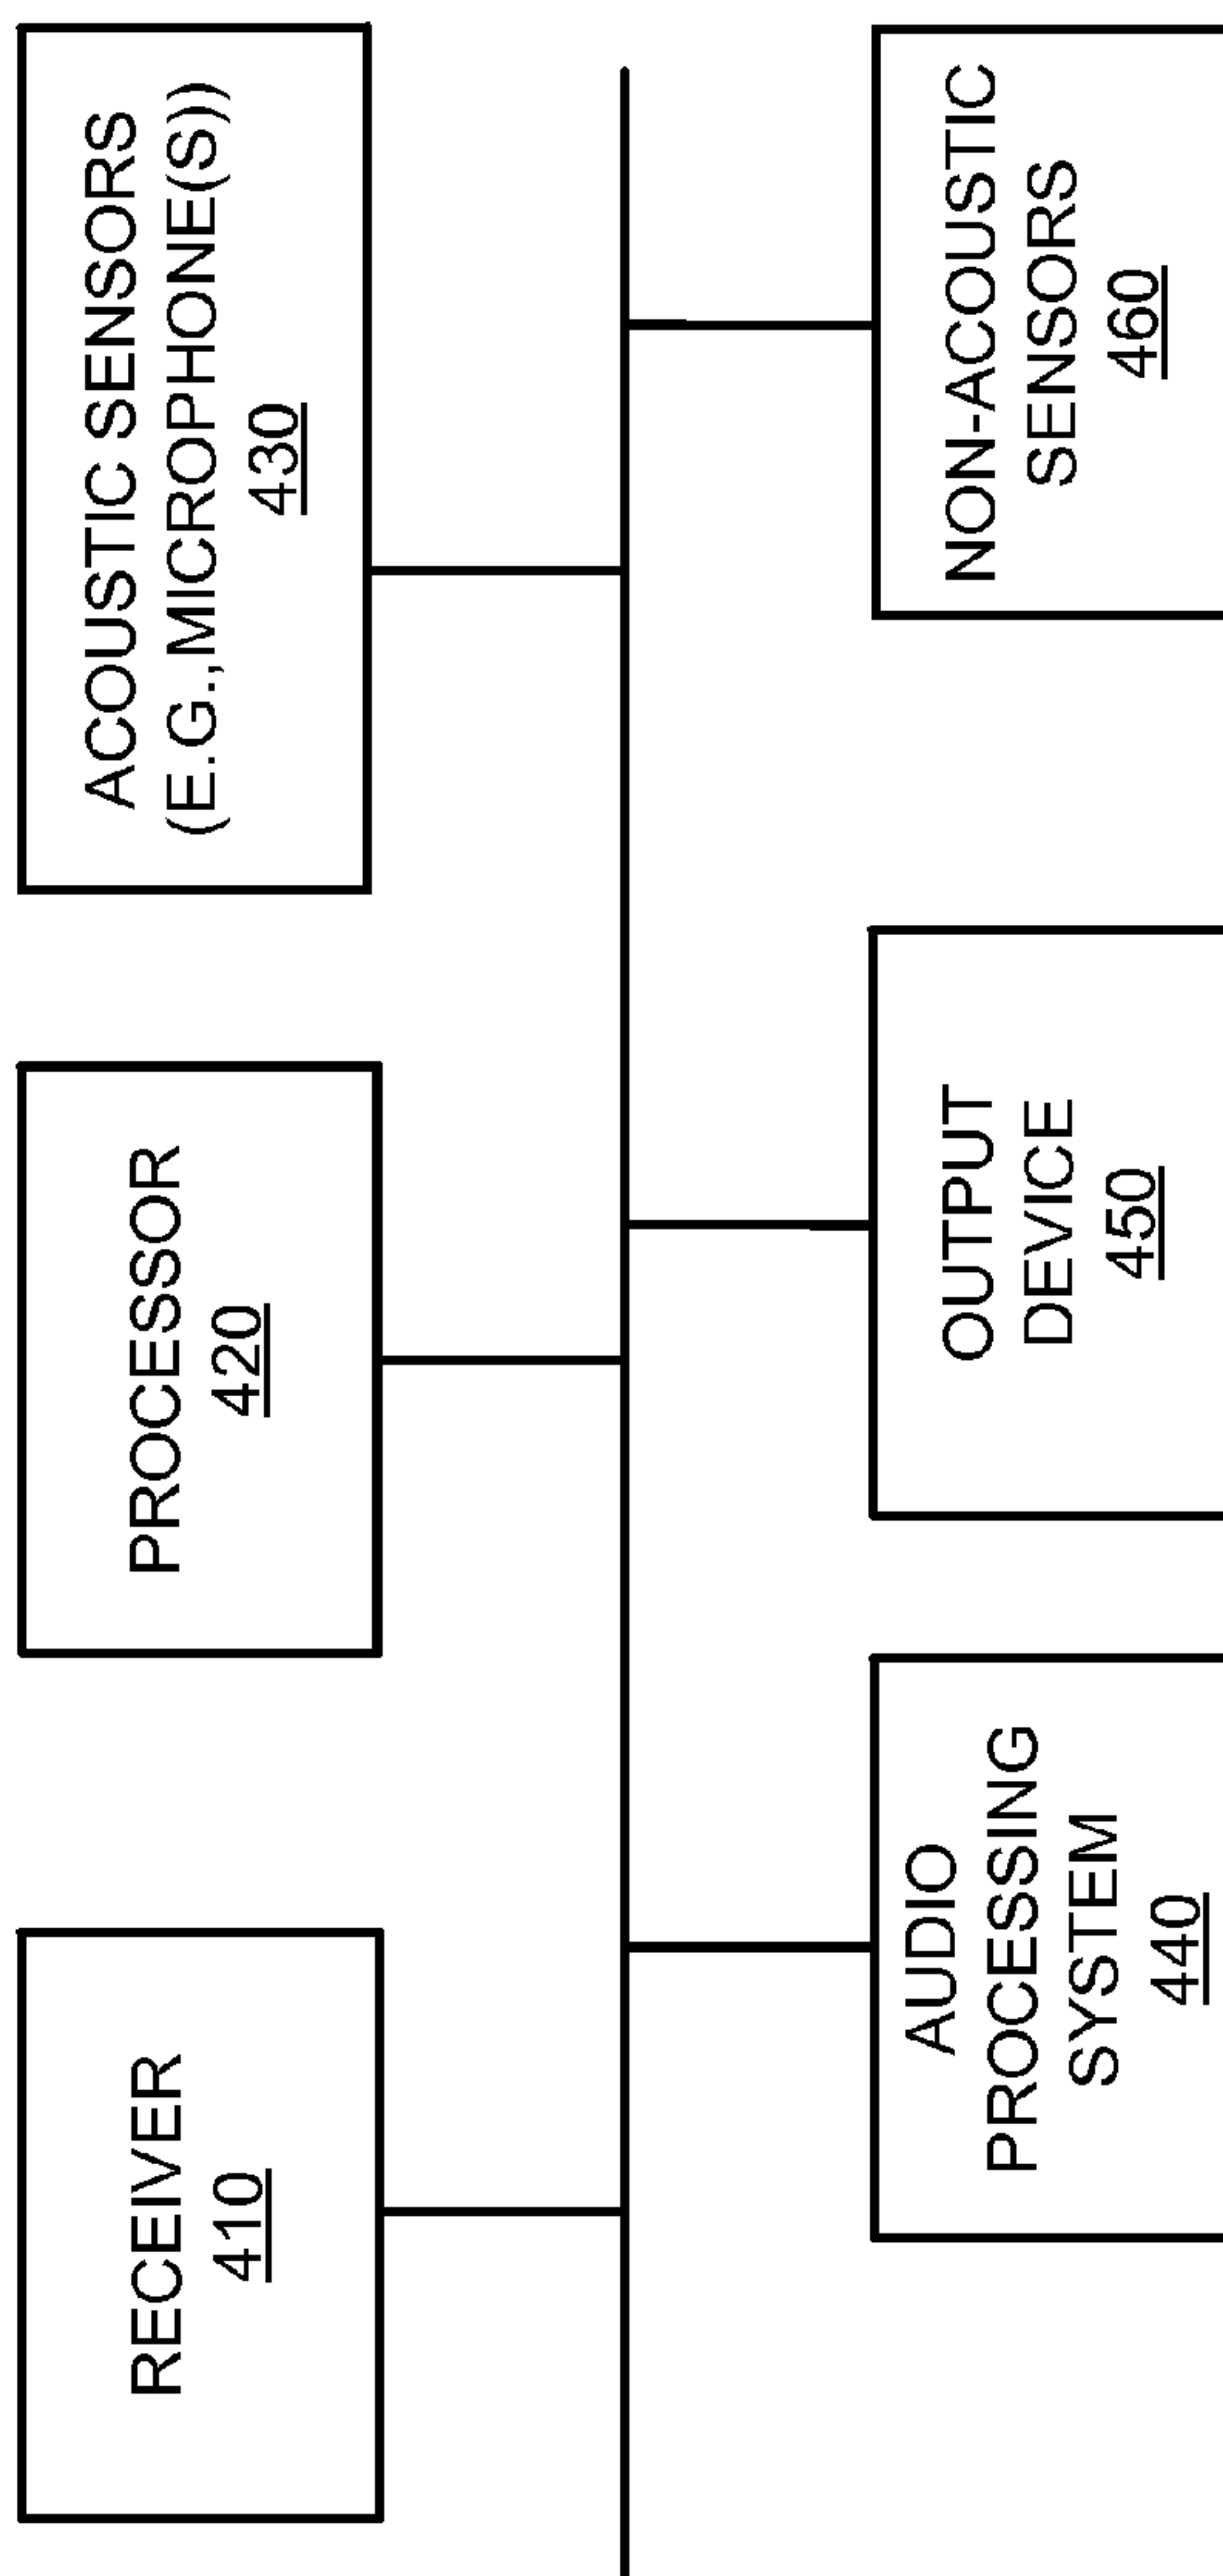 RECEIVER
410
PROCESSOR
420
ACOUSTIC SENSORS
(E.G.,MICROPHONE(S))
430
AUDIO
PROCESSING
SYSTEM
440
OUTPUT
DEVICE
450
NON-ACOUSTIC
SENSORS
460